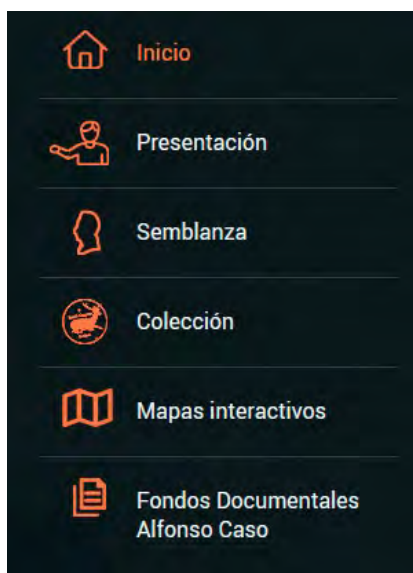 Inicio
Presentación
Semblanza
Colección
Mapas interactivos
Fondos Documentales
Alfonso Caso